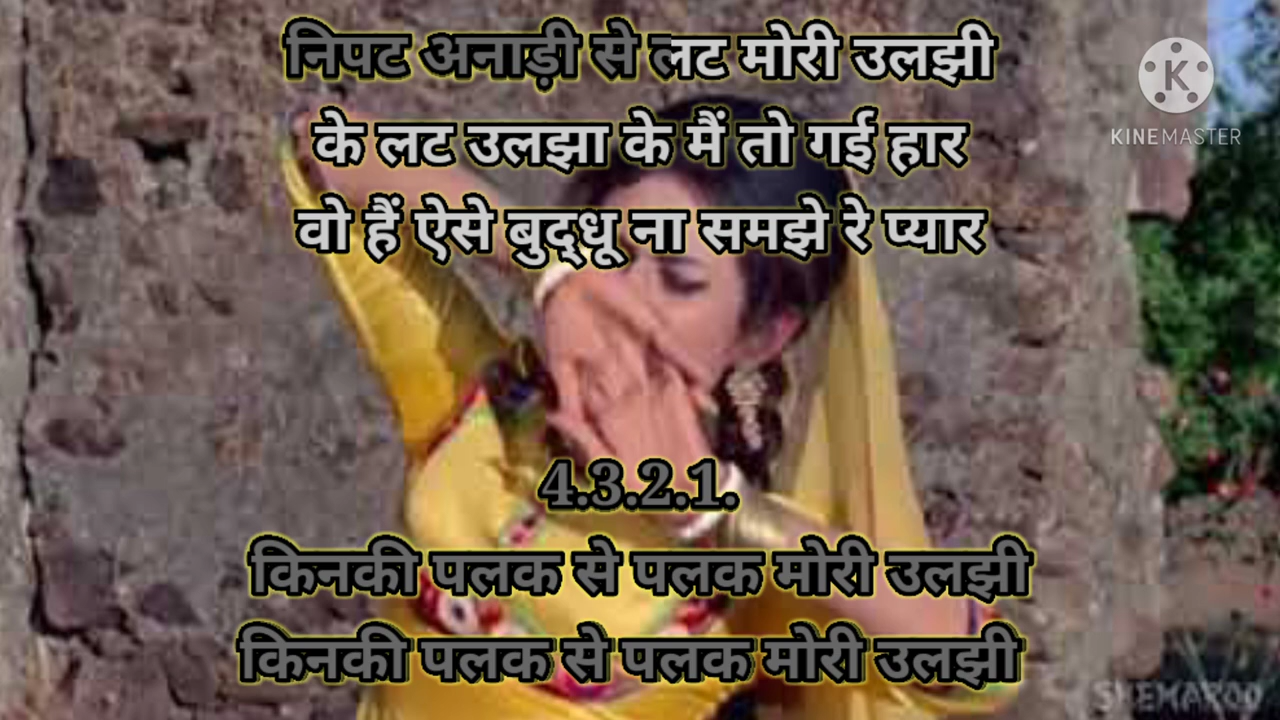 निपट अनाड़ी से लट मोरी उलझी
KINEMASTER
के लट उलझा के मैं तो गई हार
वो हैं ऐसे बुद्धू ना समझे रे प्यार
4.3.2.1.
किनकी पलक से पलक मोरी उलझी
किनकी पलक से पलक मोरी उलझी
SHEMAROO